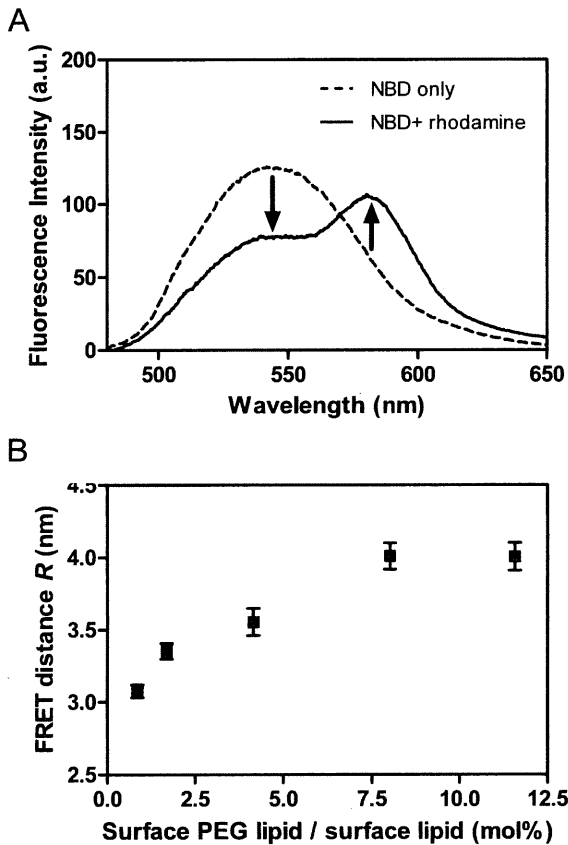 A
Fluorescence Intensity (a.u.)
200
150
100
50
0
NBD only
NBD+ rhodamine
500
550
600
650
Wavelength (nm)
B
FRET distance R (nm)
4.5
4.0
3.5
3.0
2.5
0.0
2.5
5.0
7.5
10.0
12.5
Surface PEG lipid / surface lipid (mol%)